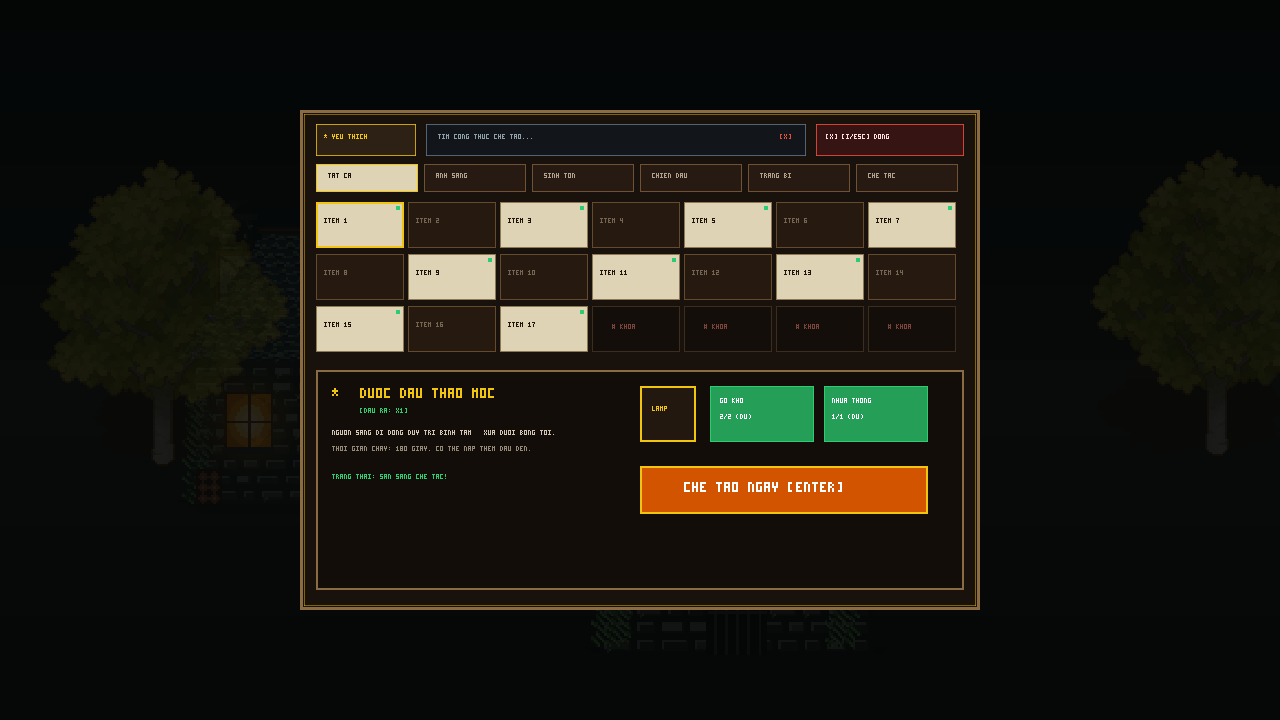 * YEU THICH
TIM CONG THUC CHE TAO... [X]
[X] [I/ESC] DONG
TAT CA
ANH SANG
SINH TON
CHIEN DAU
TRANG BI
CHE TAC
ITEM 1
ITEM 2
ITEM 3
ITEM 4
ITEM 5
ITEM 6
ITEM 7
ITEM 8
ITEM 9
ITEM 10
ITEM 11
ITEM 12
ITEM 13
ITEM 14
ITEM 15
ITEM 16
ITEM 17
# KHOA
# KHOA
# KHOA
# KHOA
* DUOC DAU THAO MOC
[DAU RA: X1]
NGUON SANG DI DONG DUY TRI BINH TAM XUA DUOI BONG TOI.
THOI GIAN CHAY: 180 GIAY. CO THE NAP THEM DAU DEN.
TRANG THAI: SAN SANG CHE TAC!
LAMP
GO KHO
2/2 (DU)
NHUA THONG
1/1 (DU)
CHE TAO NGAY [ENTER]